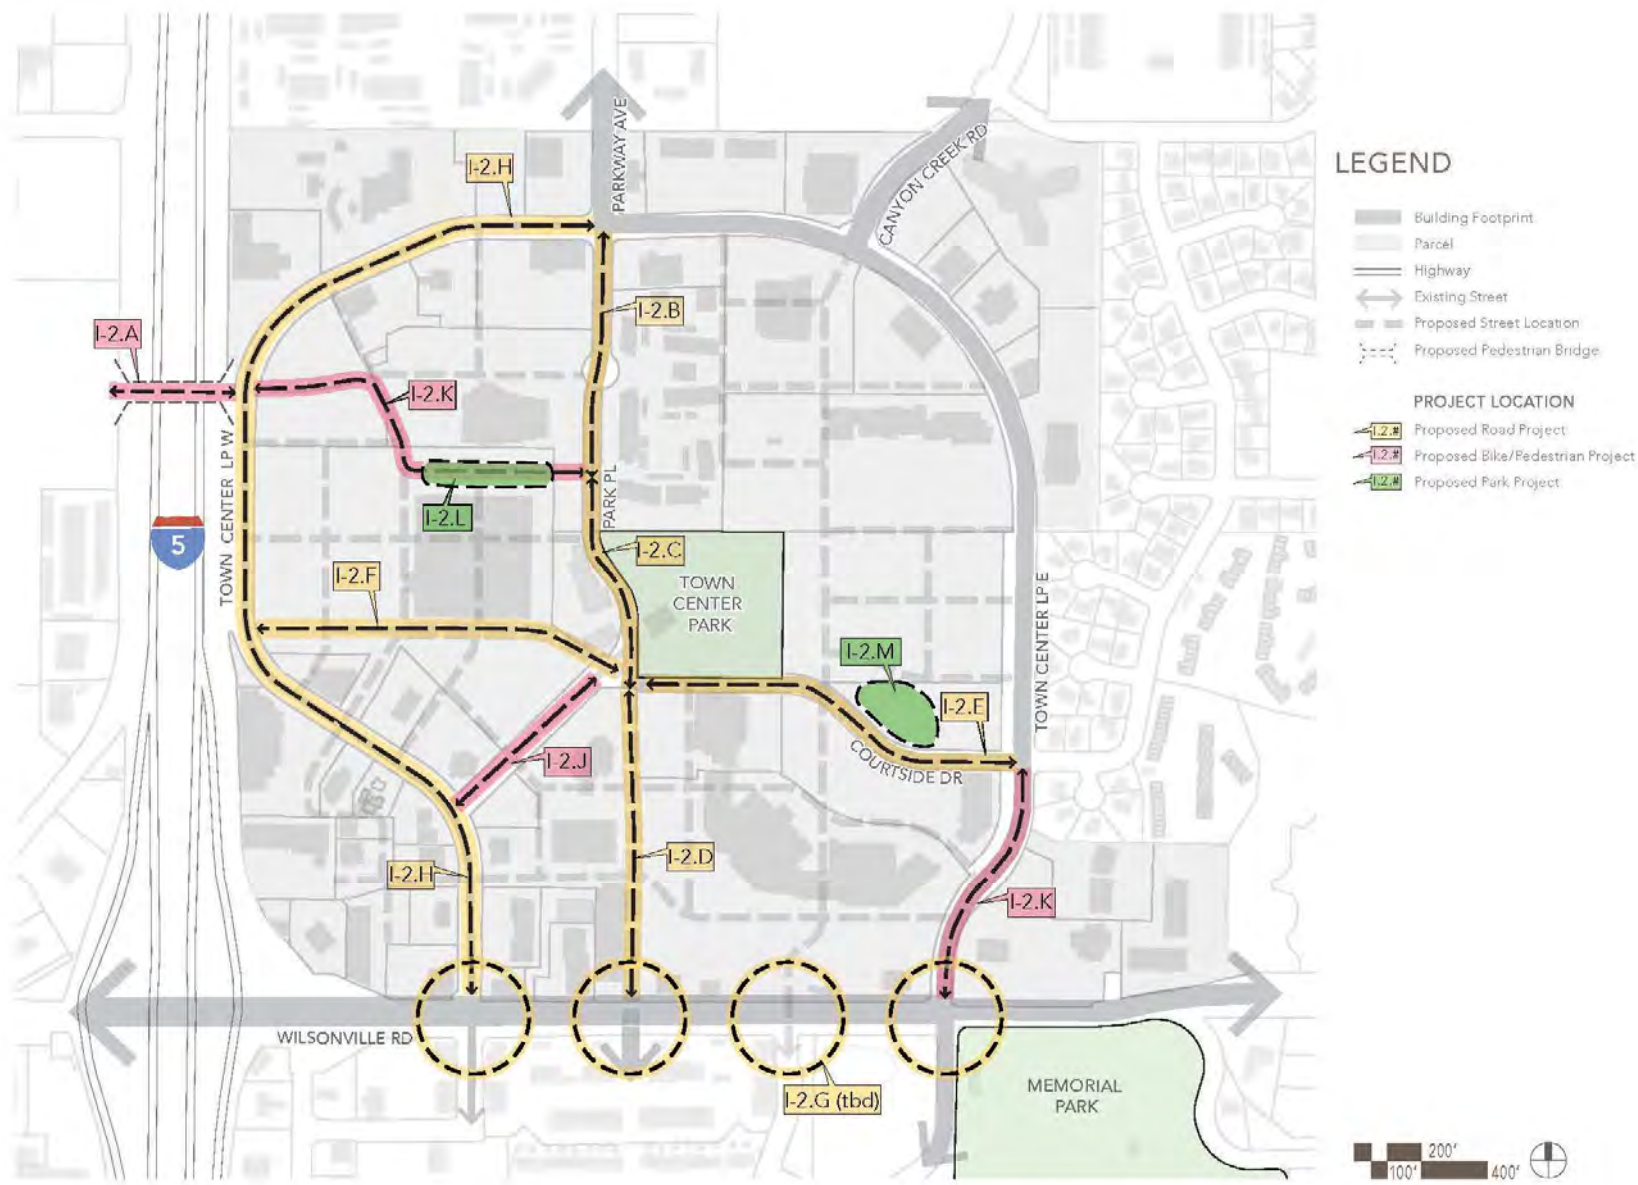 I-2.H
PARKWAY AVE
CANYON CREEK RD
I-2.B
I-2.A
I-2.K
TOWN CENTER LP W
PARK PL
I-2.L
5
I-2.C
I-2.F
TOWN
CENTER
PARK
TOWN CENTER LP E
I-2.M
I-2.E
COURTSIDE DR
I-2.J
I-2.D
I-2.H
I-2.K
WILSONVILLE RD
I-2.G (tbd)
MEMORIAL
PARK
LEGEND
Building Footprint
Parcel
Highway
Existing Street
Proposed Street Location
Proposed Pedestrian Bridge
PROJECT LOCATION
I.2.# Proposed Road Project
I.2.# Proposed Bike/Pedestrian Project
I.2.# Proposed Park Project
200'
100' 400'